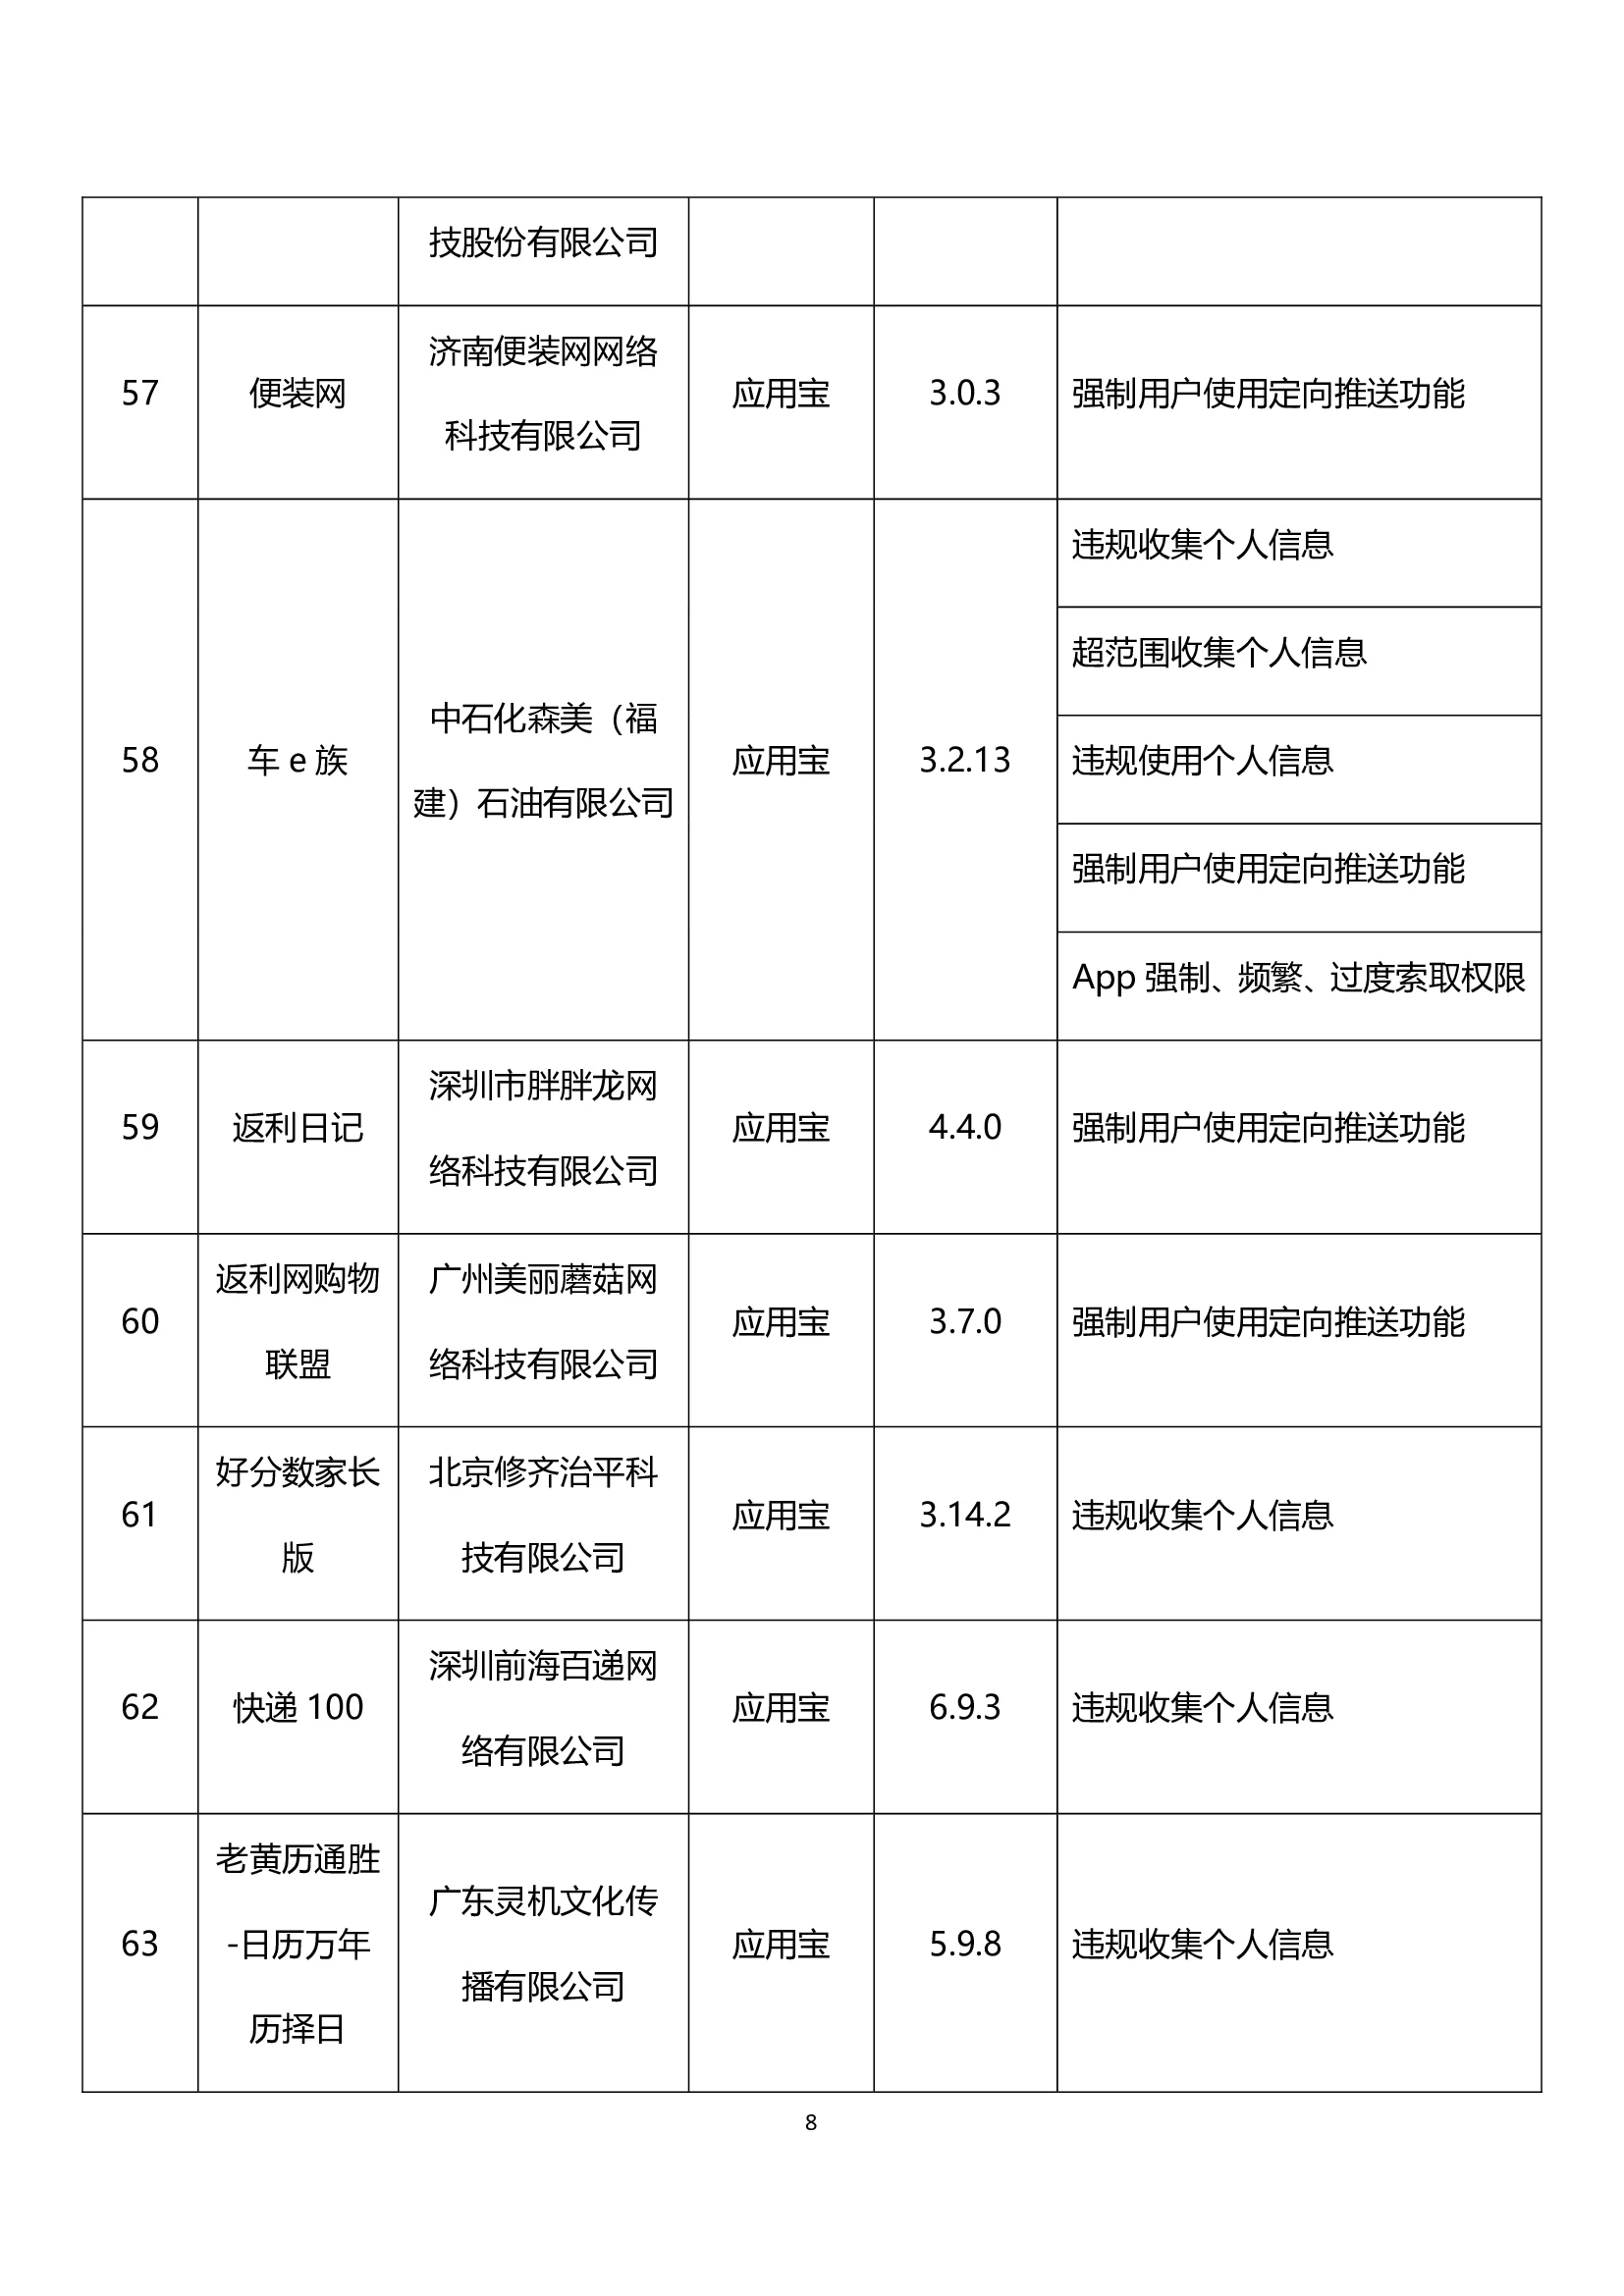 技股份有限公司
57
便装网
济南便装网网络
科技有限公司
应用宝
3.0.3
强制用户使用定向推送功能
58
车 e 族
中石化森美（福
建）石油有限公司
应用宝
3.2.13
违规收集个人信息
超范围收集个人信息
违规使用个人信息
强制用户使用定向推送功能
App 强制、频繁、过度索取权限
59
返利日记
深圳市胖胖龙网
络科技有限公司
应用宝
4.4.0
强制用户使用定向推送功能
60
返利网购物
联盟
广州美丽蘑菇网
络科技有限公司
应用宝
3.7.0
强制用户使用定向推送功能
61
好分数家长
版
北京修齐治平科
技有限公司
应用宝
3.14.2
违规收集个人信息
62
快递 100
深圳前海百递网
络有限公司
应用宝
6.9.3
违规收集个人信息
63
老黄历通胜
-日历万年
历择日
广东灵机文化传
播有限公司
应用宝
5.9.8
违规收集个人信息
8